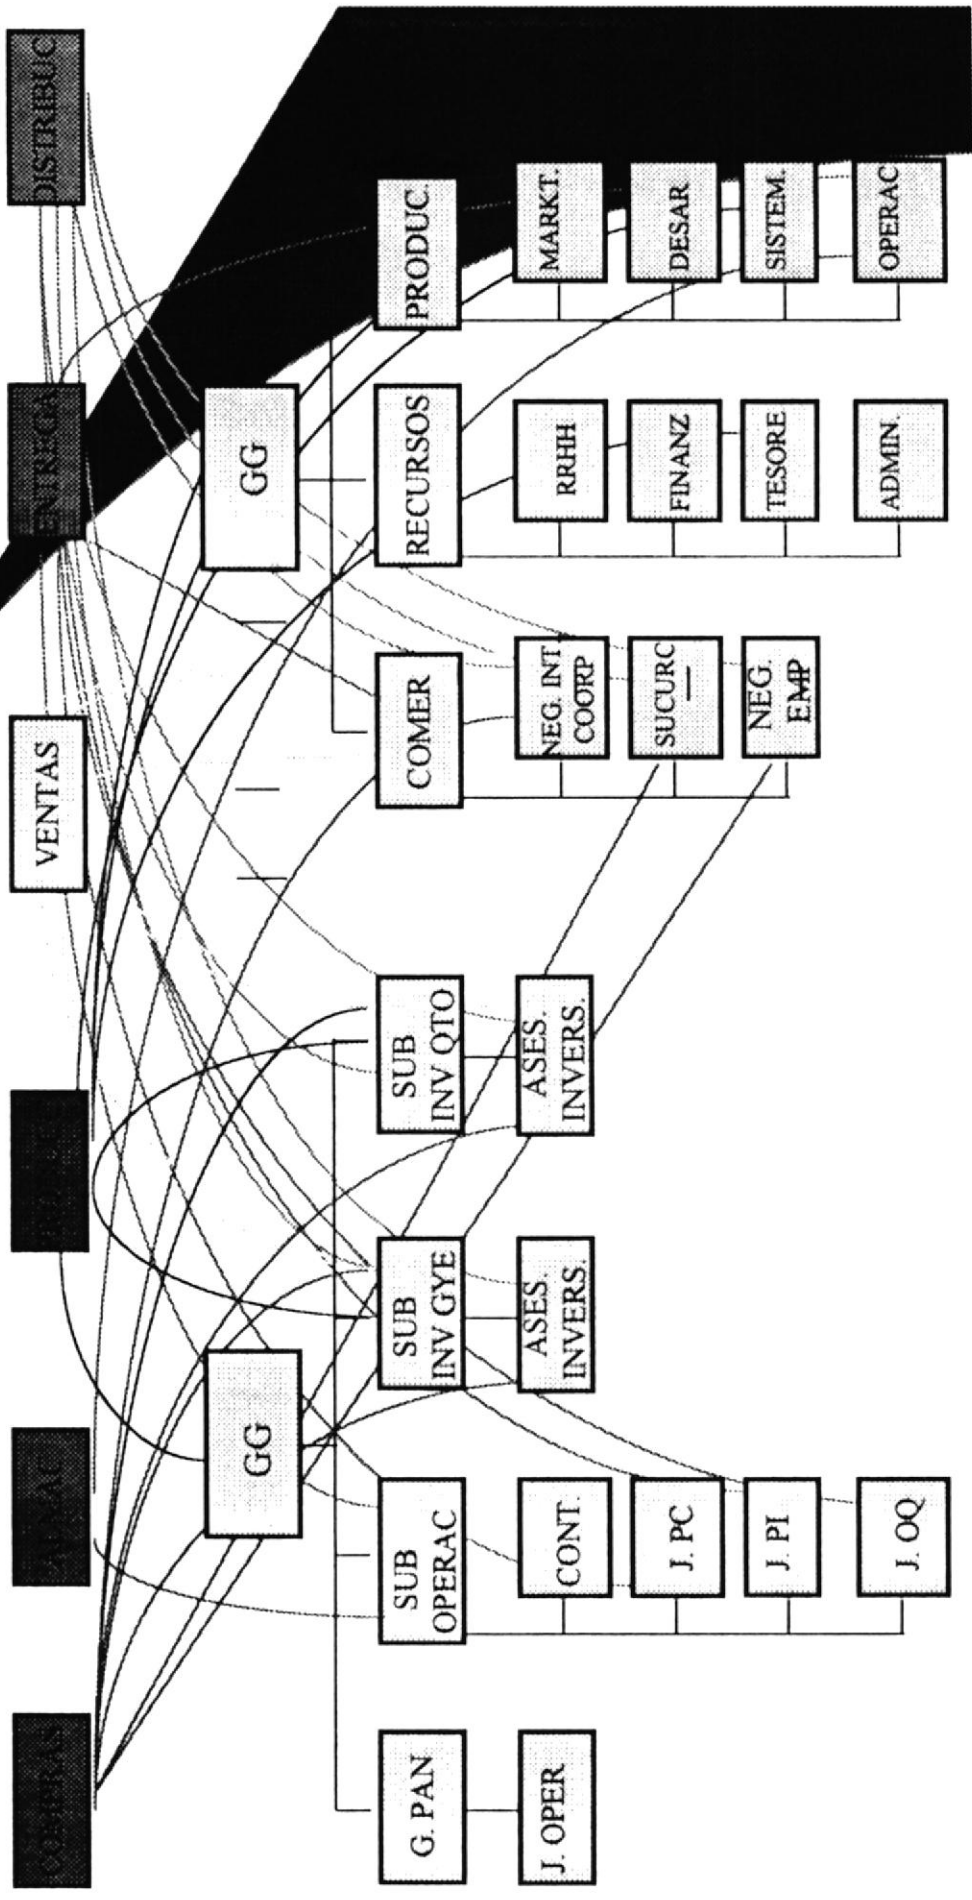 COMPRAS
ALMAC
VENTAS
ENTREGA
DISTRIBUC
GG
GG
G. PAN
SUB
OPERAC
SUB
INV GYE
SUB
INV QTO
COMER
RECURSOS
PRODUC.
J. OPER
CONT.
J. PC
J. PI
J. OQ
ASES.
INVERS.
ASES.
INVERS.
NEG. INT
COORP
SUCURC
NEG.
EMP
RRHH
FINANZ
TESORE
ADMIN.
MARKT.
DESAR
SISTEM.
OPERAC